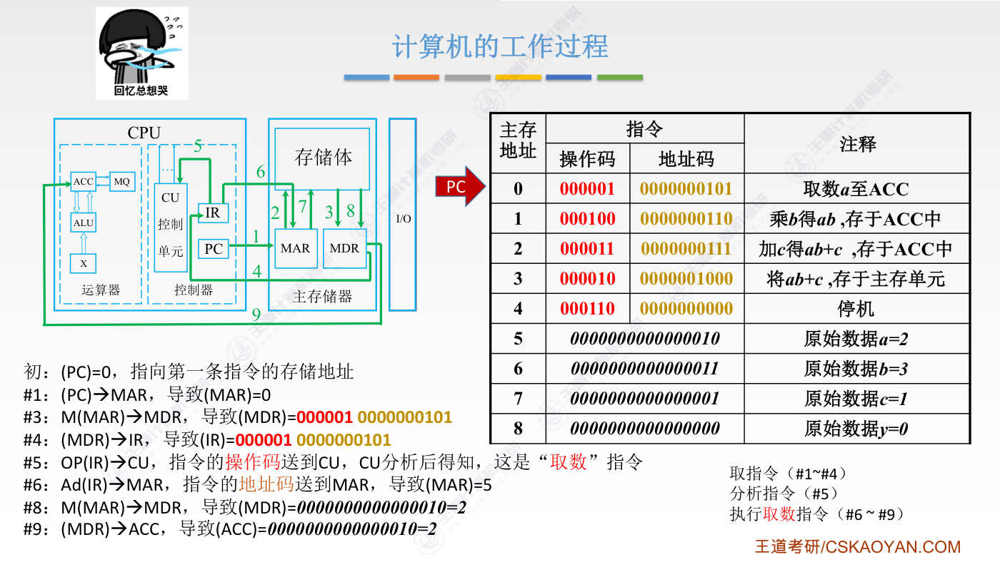 回忆总想哭
计算机的工作过程
CPU
5
6
ACC
MQ
ALU
X
运算器
…
CU
控制
单元
IR
PC
控制器
1
4
9
存储体
2
7
3
8
MAR
MDR
主存储器
I/O
PC
主存地址 指令 注释
操作码 地址码
0 000001 0000000101 取数a至ACC
1 000100 0000000110 乘b得ab ,存于ACC中
2 000011 0000000111 加c得ab+c ,存于ACC中
3 000010 0000001000 将ab+c ,存于主存单元
4 000110 0000000000 停机
5 0000000000000010 原始数据a=2
6 0000000000000011 原始数据b=3
7 0000000000000001 原始数据c=1
8 0000000000000000 原始数据y=0
初：(PC)=0，指向第一条指令的存储地址
#1：(PC)→MAR，导致(MAR)=0
#3：M(MAR)→MDR，导致(MDR)=000001 0000000101
#4：(MDR)→IR，导致(IR)=000001 0000000101
#5：OP(IR)→CU，指令的操作码送到CU，CU分析后得知，这是“取数”指令
#6：Ad(IR)→MAR，指令的地址码送到MAR，导致(MAR)=5
#8：M(MAR)→MDR，导致(MDR)=0000000000000010=2
#9：(MDR)→ACC，导致(ACC)=0000000000000010=2
取指令（#1~#4）
分析指令（#5）
执行取数指令（#6 ~ #9）
王道考研/CSKAOYAN.COM